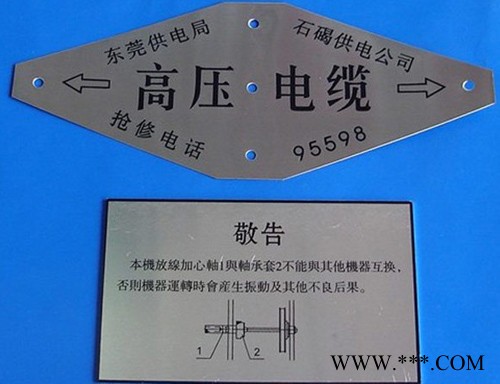 东莞供电局 石碣供电公司
← 高压电缆 →
抢修电话 95598
敬告
本機放線加心軸1與軸承套2不能與其他機器互換,
否則機器運轉時會産生振動及其他不良后果。
1 2
WWW.***.COM